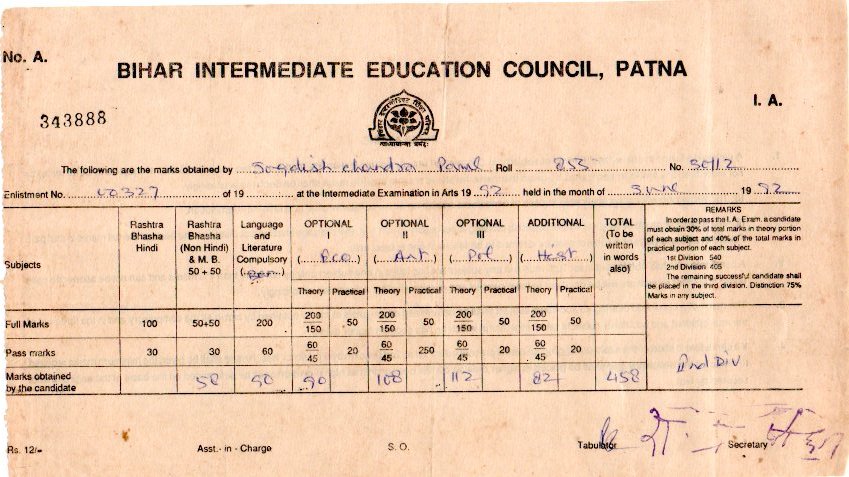 No. A.
BIHAR INTERMEDIATE EDUCATION COUNCIL, PATNA
I. A.
343888
The following are the marks obtained by Jagdish Chandra Paul Roll 255 No. 
Enlistment No. 00327 of 19 at the Intermediate Examination in Arts 19 92 held in the month of June 19 92
Subjects
Rashtra Bhasha Hindi
Rashtra Bhasha (Non Hindi) & M. B. 50 + 50
Language and Literature Compulsory
OPTIONAL I (Eco) Theory Practical
OPTIONAL II (Ant) Theory Practical
OPTIONAL III (Pol) Theory Practical
ADDITIONAL (Hist) Theory Practical
TOTAL (To be written in words also)
REMARKS
In order to pass the I.A. Exam. a candidate
must obtain 30% of total marks in theory portion
of each subject and 40% of the total marks in
practical portion of each subject.
1st Division 540
2nd Division 405
The remaining successful candidate shall
be placed in the third division. Distinction 75%
Marks in any subject.
Full Marks 100 50+50 200 200/150 50 200/150 50 200/150 50 200/150 50
Pass marks 30 30 60 60/45 20 60/45 250 60/45 20 60/45 20
Marks obtained by the candidate 56 90 90 108 112 82 458 IInd Div
Rs. 12/- Asst.- in - Charge S. O. Tabulator Secretary